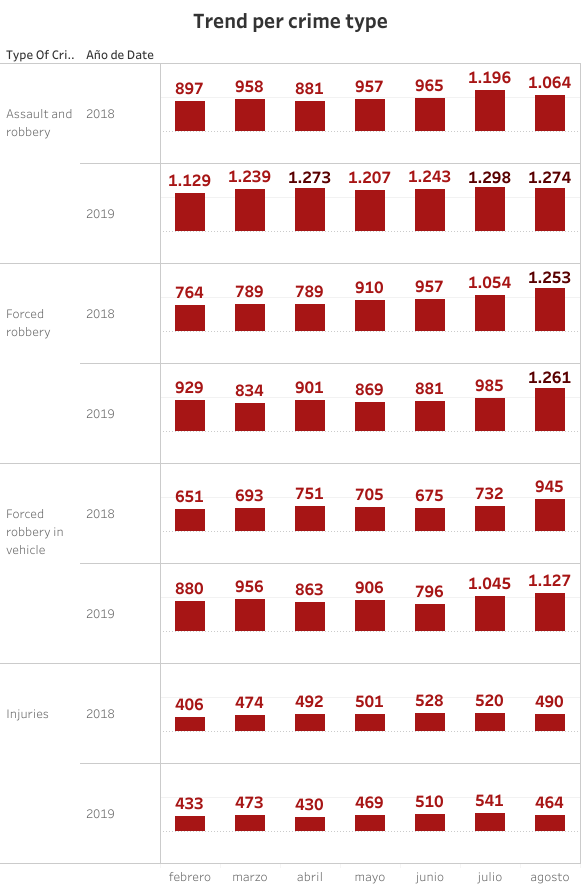 Trend per crime type
Type Of Cri.. Año de Date
Assault and
robbery
2018
897 958 881 957 965 1.196 1.064
2019
1.129 1.239 1.273 1.207 1.243 1.298 1.274
Forced
robbery
2018
764 789 789 910 957 1.054 1.253
2019
929 834 901 869 881 985 1.261
Forced
robbery in
vehicle
2018
651 693 751 705 675 732 945
2019
880 956 863 906 796 1.045 1.127
Injuries
2018
406 474 492 501 528 520 490
2019
433 473 430 469 510 541 464
febrero marzo abril mayo junio julio agosto